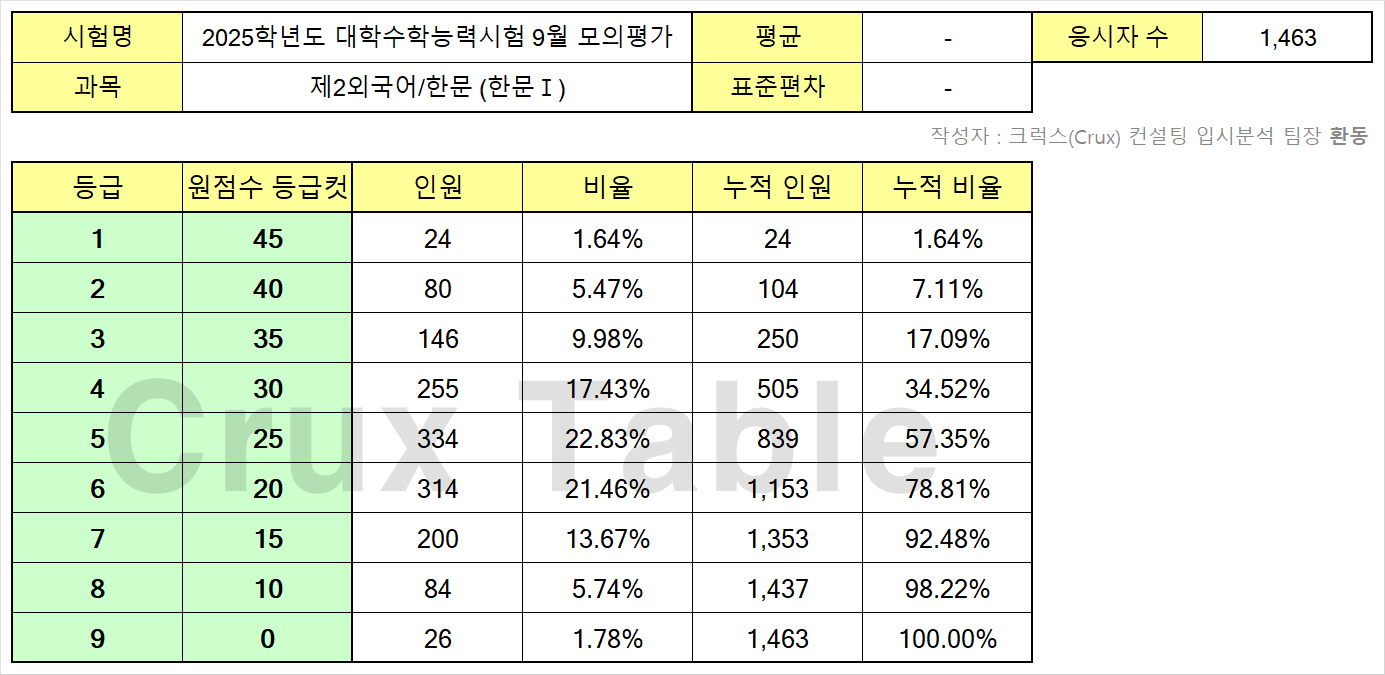 시험명 2025학년도 대학수학능력시험 9월 모의평가 평균 - 응시자 수 1,463
과목 제2외국어/한문 (한문Ⅰ) 표준편차 -
작성자 : 크럭스(Crux) 컨설팅 입시분석 팀장 환동
등급 원점수 등급컷 인원 비율 누적 인원 누적 비율
1 45 24 1.64% 24 1.64%
2 40 80 5.47% 104 7.11%
3 35 146 9.98% 250 17.09%
4 30 255 17.43% 505 34.52%
5 25 334 22.83% 839 57.35%
6 20 314 21.46% 1,153 78.81%
7 15 200 13.67% 1,353 92.48%
8 10 84 5.74% 1,437 98.22%
9 0 26 1.78% 1,463 100.00%
Crux Table